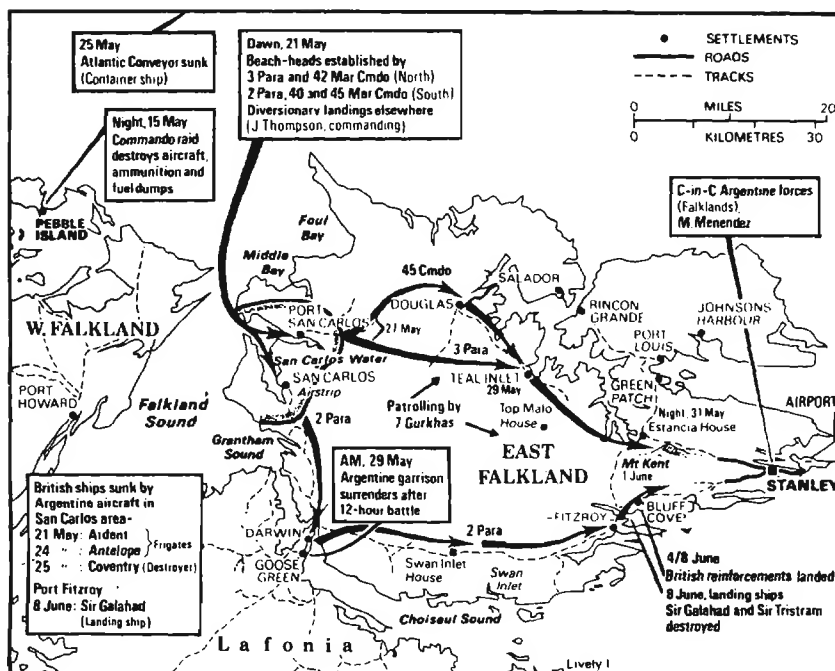 25 May
Atlantic Conveyor sunk
(Container ship)
Night, 15 May
Commando raid
destroys aircraft,
ammunition and
fuel dumps
Dawn, 21 May
Beach-heads established by
3 Para and 42 Mar Cmdo (North)
2 Para, 40 and 45 Mar Cmdo (South)
Diversionary landings elsewhere
(J Thompson, commanding)
SETTLEMENTS
ROADS
TRACKS
0 MILES 20
0 KILOMETRES 30
C-in-C Argentine forces
(Falklands),
M. Menendez
PEBBLE
ISLAND
Foul
Bay
Middle
Bay
45 Cmdo
SALADOR
DOUGLAS
RINCON
GRANDE
JOHNSONS
HARBOUR
W. FALKLAND
PORT
SAN CARLOS
21 May
PORT
LOUIS
San Carlos Water
3 Para
SAN CARLOS
Airstrip
TEAL INLET
29 May
GREEN
PATCH
AIRPORT
PORT
HOWARD
Falkland
Sound
2 Para
Patrolling by
7 Gurkhas
Top Malo
House
Night, 31 May
Estancia House
Grantham
Sound
EAST
FALKLAND
Mt Kent
1 June
STANLEY
AM, 29 May
Argentine garrison
surrenders after
12-hour battle
British ships sunk by
Argentine aircraft in
San Carlos area-
21 May: Ardent
24 " : Antelope
Frigates
25 " : Coventry (Destroyer)
Port Fitzroy
8 June: Sir Galahad
(Landing ship)
DARWIN
GOOSE
GREEN
2 Para
FITZROY
BLUFF
COVE
Swan Inlet
House
Swan
Inlet
4/8 June
British reinforcements landed
8 June, landing ships
Sir Galahad and Sir Tristram
destroyed
Choiseul Sound
Lafonia
Lively I